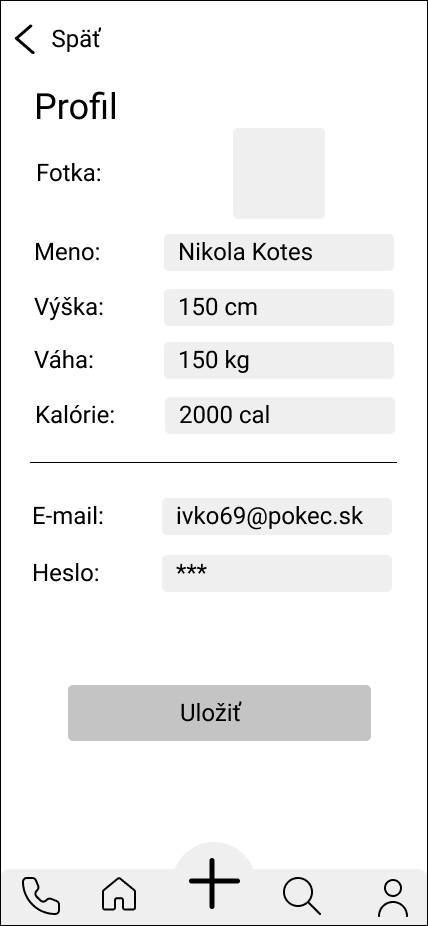 Späť
Profil
Fotka:
Meno: Nikola Kotes
Výška: 150 cm
Váha: 150 kg
Kalórie: 2000 cal
E-mail: ivko69@pokec.sk
Heslo: ***
Uložiť